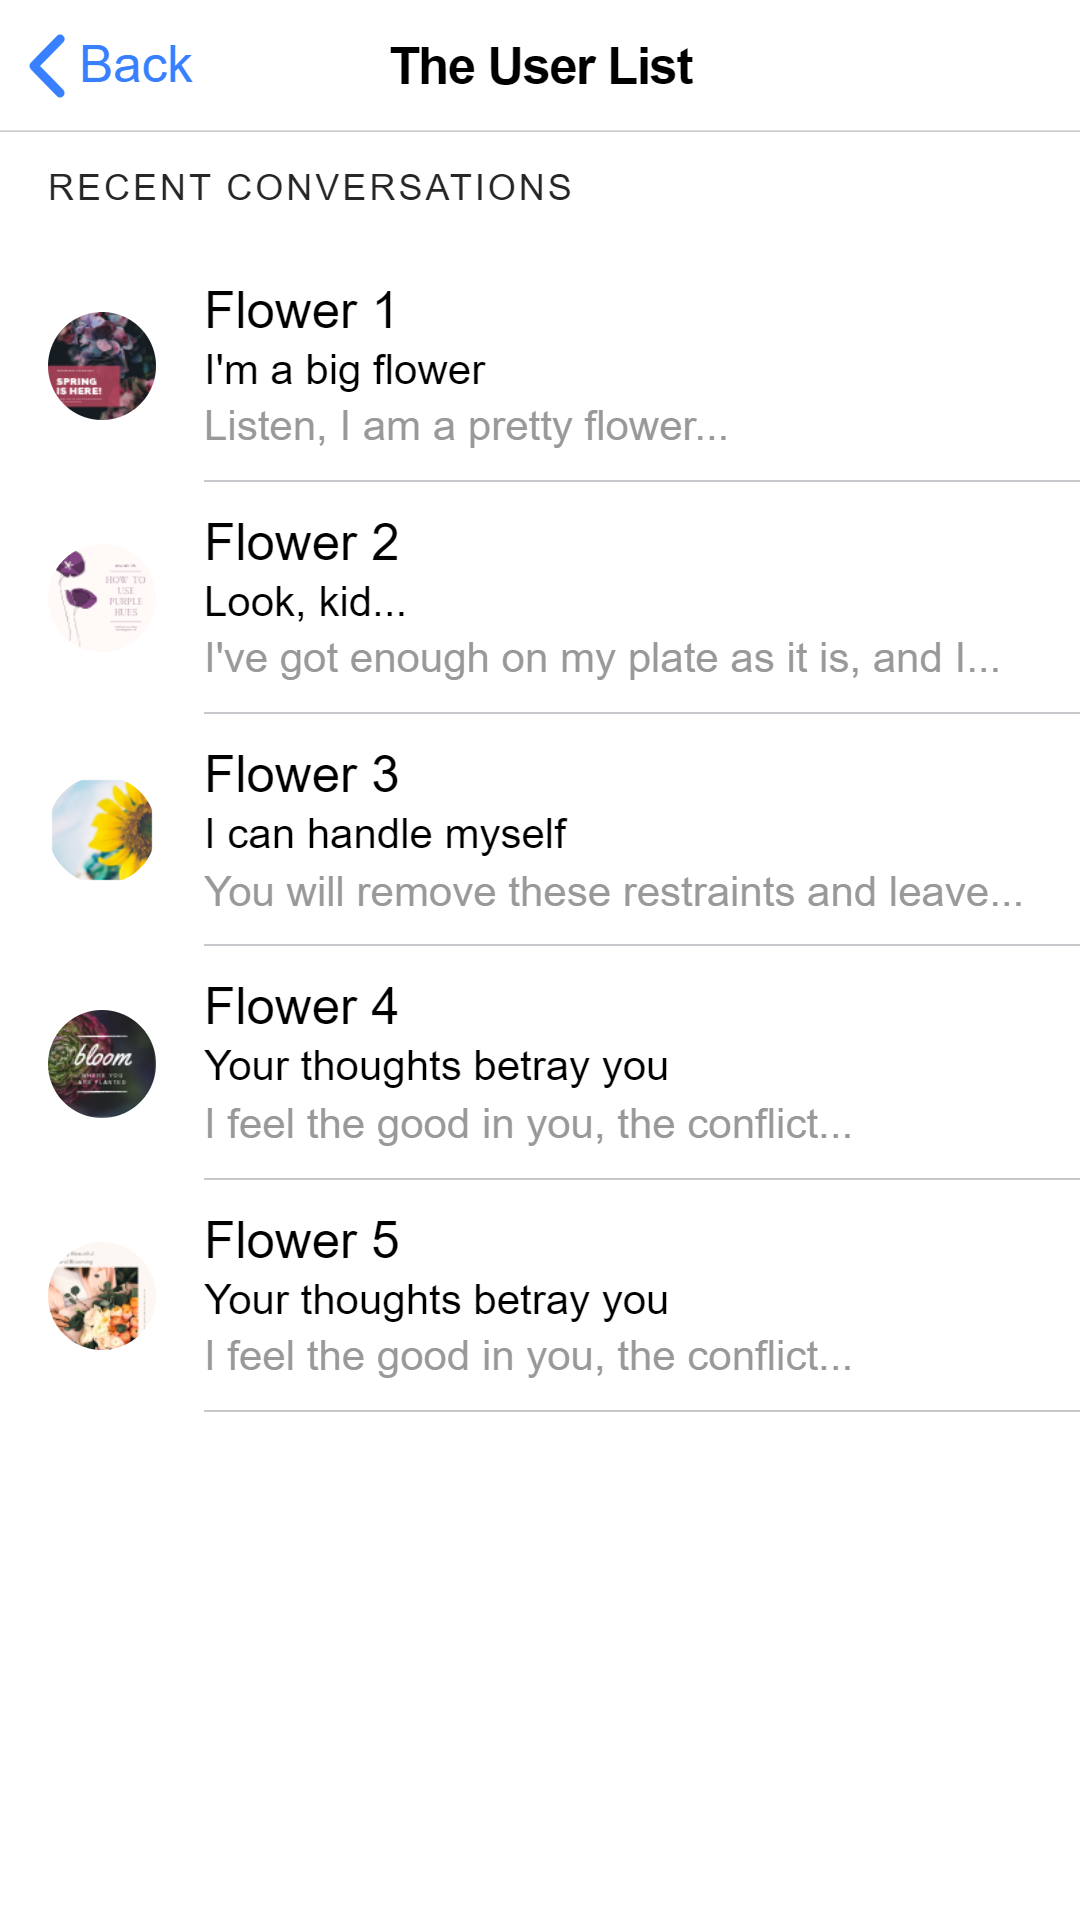 Back
The User List
RECENT CONVERSATIONS
Flower 1
I'm a big flower
Listen, I am a pretty flower...
SPRING
IS HERE!
Flower 2
Look, kid...
I've got enough on my plate as it is, and I...
HOW TO
USE
PURPLE
HUES
Flower 3
I can handle myself
You will remove these restraints and leave...
Flower 4
Your thoughts betray you
I feel the good in you, the conflict...
bloom
WHERE YOU
ARE PLANTED
Flower 5
Your thoughts betray you
I feel the good in you, the conflict...